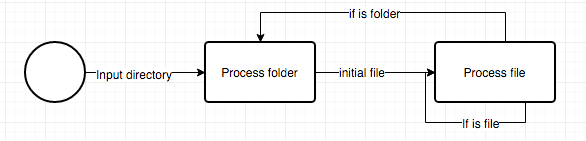 if is folder
Input directory
Process folder
initial file
Process file
If is file